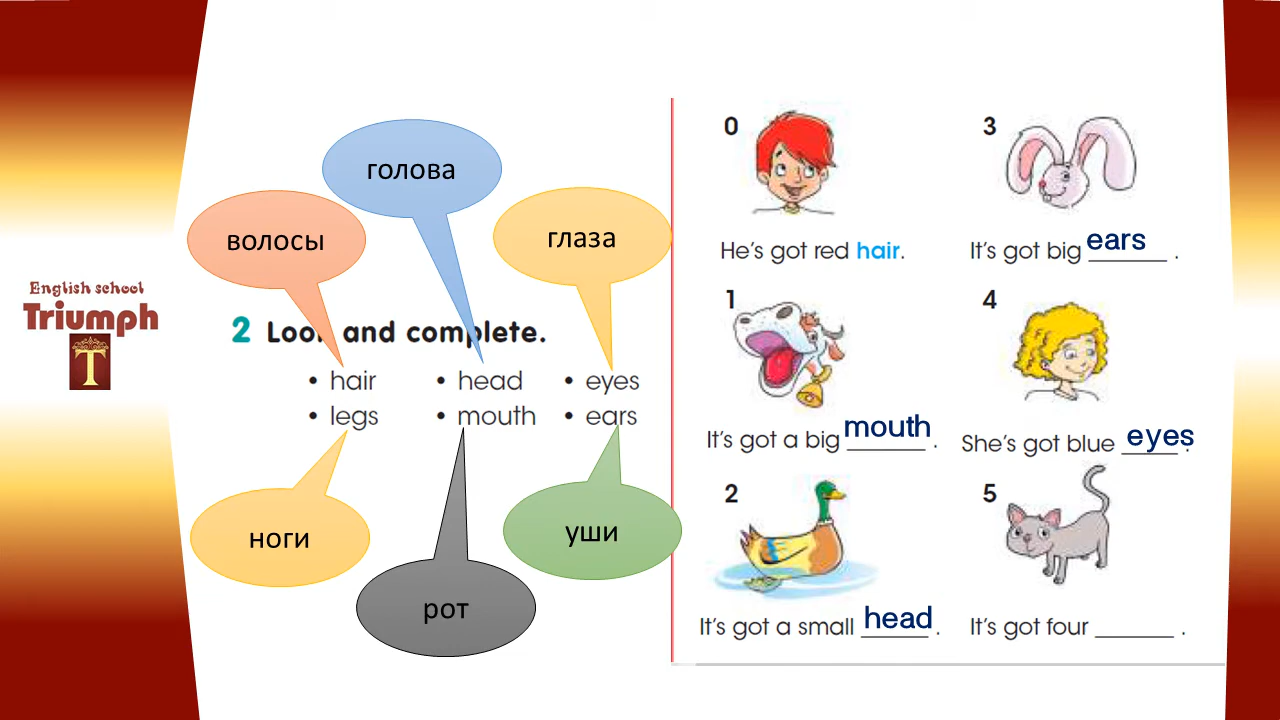 English school
Triumph
T
голова
волосы
глаза
2 Look and complete.
• hair • head • eyes
• legs • mouth • ears
ноги
уши
рот
0
He's got red hair.
1
It's got a big mouth .
2
It's got a small head .
3
It's got big ears .
4
She's got blue eyes .
5
It's got four ______ .